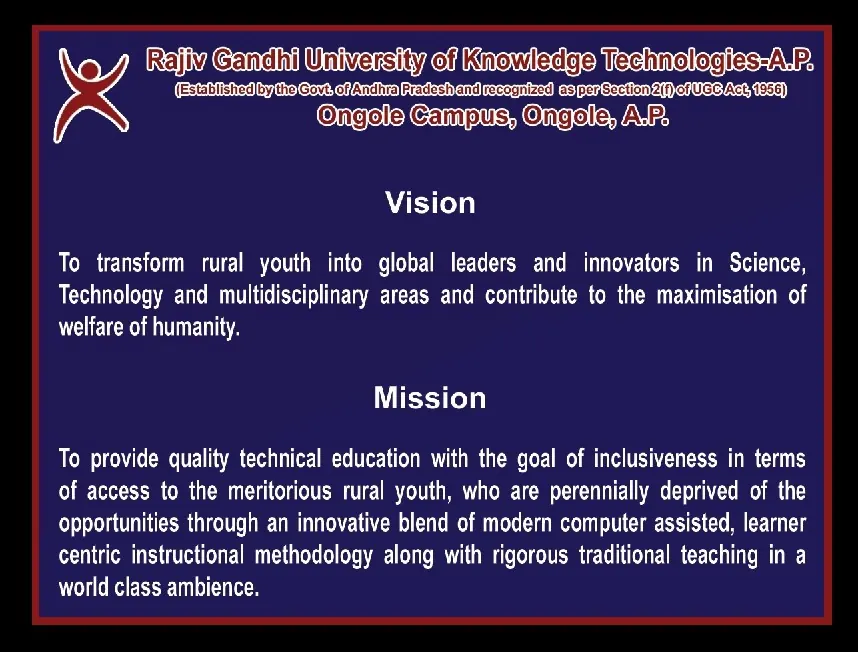 Rajiv Gandhi University of Knowledge Technologies-A.P.
(Established by the Govt. of Andhra Pradesh and recognized as per Section 2(f) of UGC Act, 1956)
Ongole Campus, Ongole, A.P.
Vision
To transform rural youth into global leaders and innovators in Science,
Technology and multidisciplinary areas and contribute to the maximisation of
welfare of humanity.
Mission
To provide quality technical education with the goal of inclusiveness in terms
of access to the meritorious rural youth, who are perennially deprived of the
opportunities through an innovative blend of modern computer assisted, learner
centric instructional methodology along with rigorous traditional teaching in a
world class ambience.